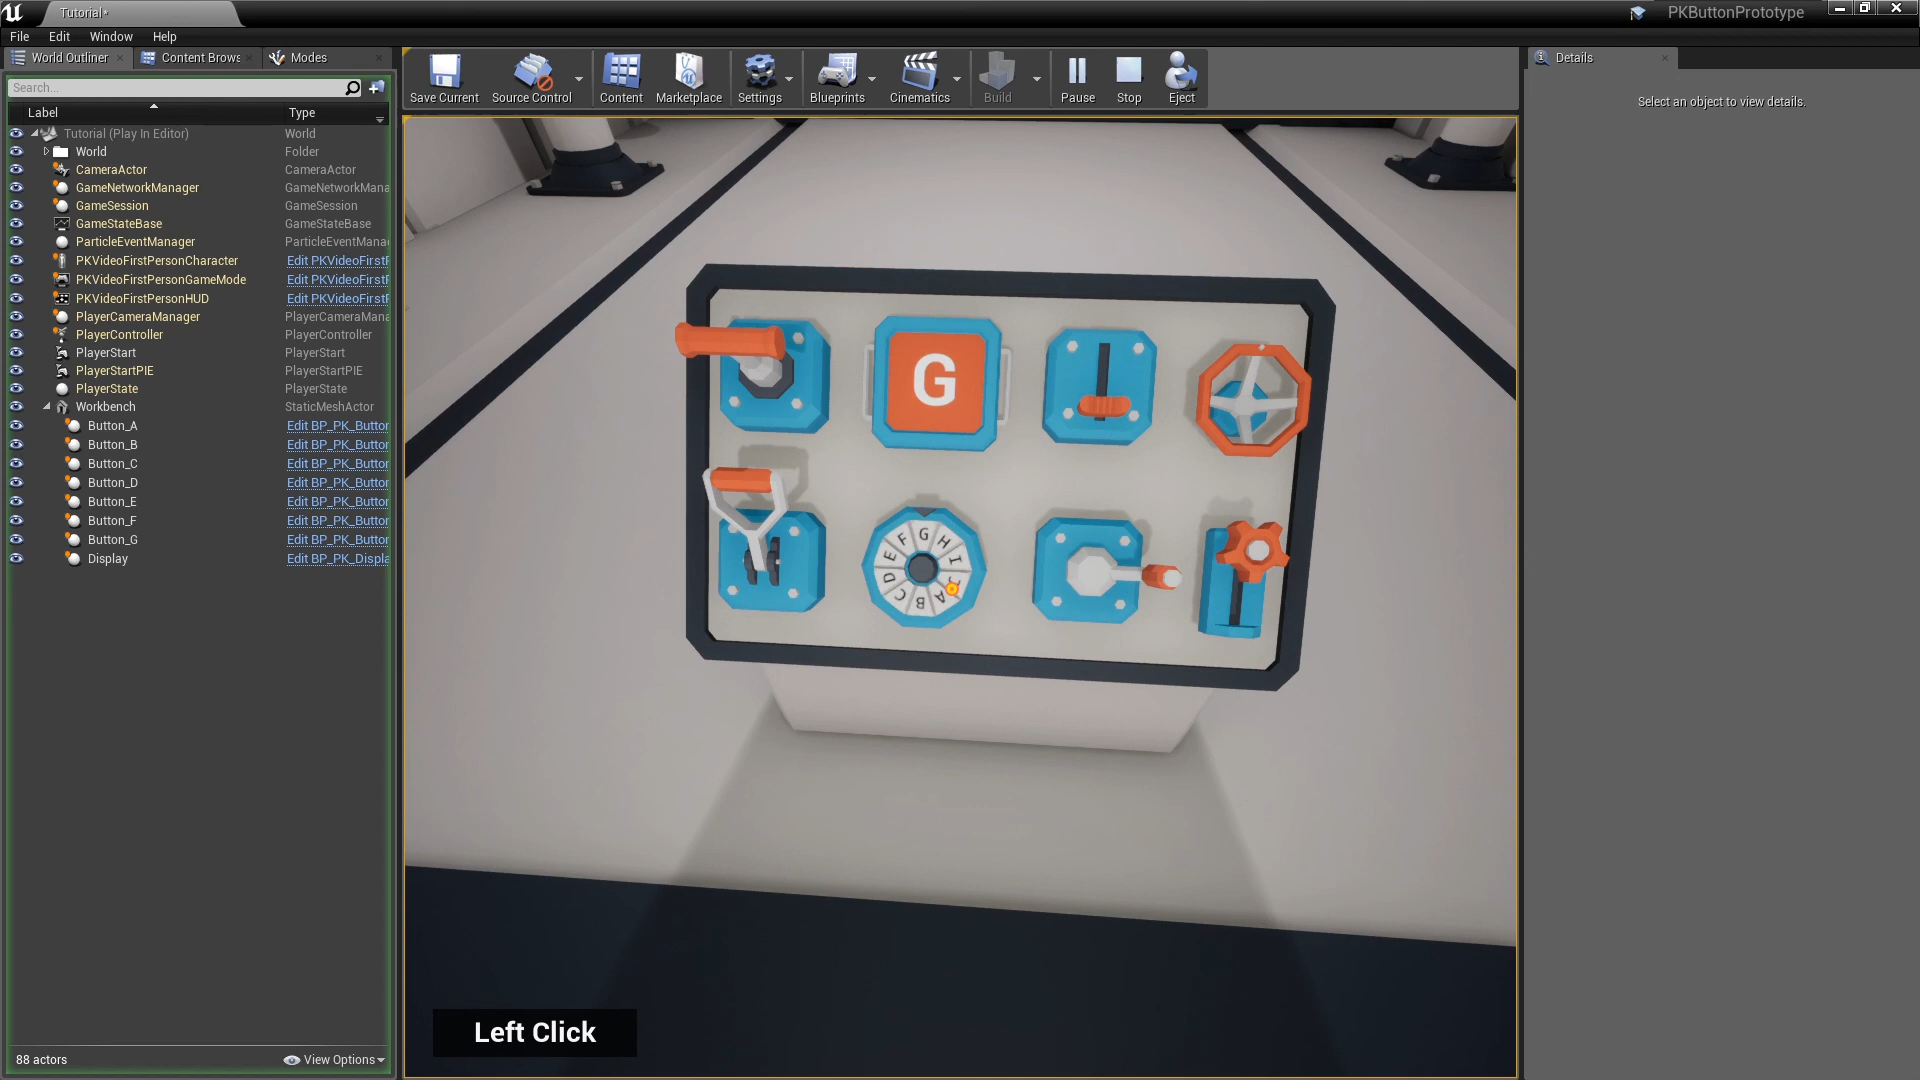 Tutorial*
PKButtonPrototype
File Edit Window Help
World Outliner
Content Brows
Modes
Details
Search...
Save Current
Source Control
Content
Marketplace
Settings
Blueprints
Cinematics
Build
Pause
Stop
Eject
Select an object to view details.
Label Type
Tutorial (Play In Editor) World
World Folder
CameraActor CameraActor
GameNetworkManager GameNetworkMana
GameSession GameSession
GameStateBase GameStateBase
ParticleEventManager ParticleEventMana
PKVideoFirstPersonCharacter Edit PKVideoFirstP
PKVideoFirstPersonGameMode Edit PKVideoFirstP
PKVideoFirstPersonHUD Edit PKVideoFirstP
PlayerCameraManager PlayerCameraMana
PlayerController PlayerController
PlayerStart PlayerStart
PlayerStartPIE PlayerStart
PlayerState PlayerState
Workbench StaticMeshActor
Button_A Edit BP_PK_Button
Button_B Edit BP_PK_Button
Button_C Edit BP_PK_Button
Button_D Edit BP_PK_Button
Button_E Edit BP_PK_Button
Button_F Edit BP_PK_Button
Button_G Edit BP_PK_Button
Display Edit BP_PK_Displa
G
A B C D E F G H I J
Left Click
88 actors
View Options